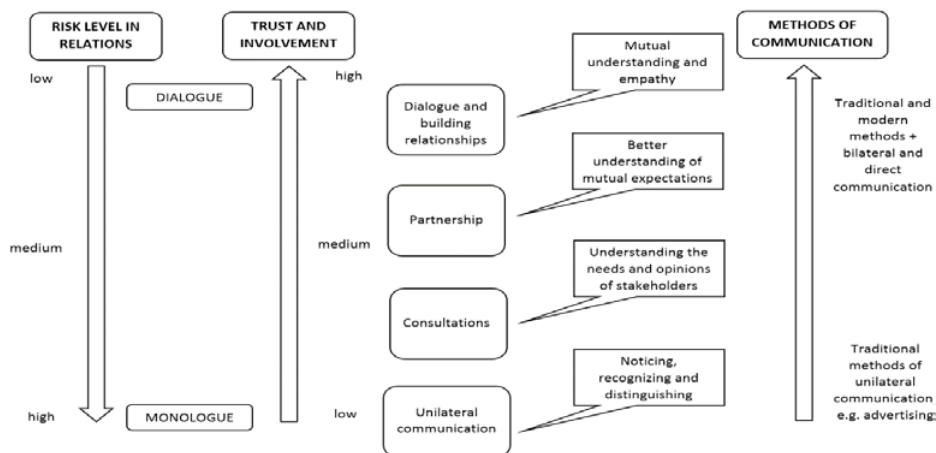 RISK LEVEL IN
RELATIONS
TRUST AND
INVOLVEMENT
METHODS OF
COMMUNICATION
low
high
DIALOGUE
Mutual
understanding and
empathy
Dialogue and
building
relationships
Traditional and
modern
methods +
bilateral and
direct
communication
Better
understanding of
mutual expectations
Partnership
medium
medium
Understanding the
needs and opinions
of stakeholders
Consultations
Noticing,
recognizing and
distinguishing
Traditional
methods of
unilateral
communication
e.g. advertising;
high
MONOLOGUE
low
Unilateral
communication